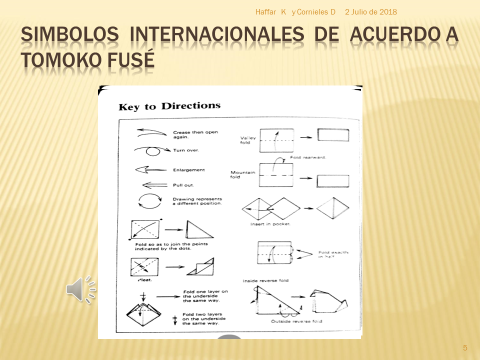 Haffar K y Comieles D 2 Julio de 2018
SIMBOLOS INTERNACIONALES DE ACUERDO A
TOMOKO FUSÉ
Key to Directions
Crease then open
again.
Turn over.
Enlargement
Pull out
Drawing represents
a different position.
Fold so as to join the points
indicated by the dots.
Pleat.
Fold one layer on
the underside
the same way.
Fold two layers
on the underside
the same way.
Valley
fold
Fold rearward.
Mountain
fold
Insert in pocket.
Fold exactly
in half.
Inside reverse fold
Outside reverse fold
5